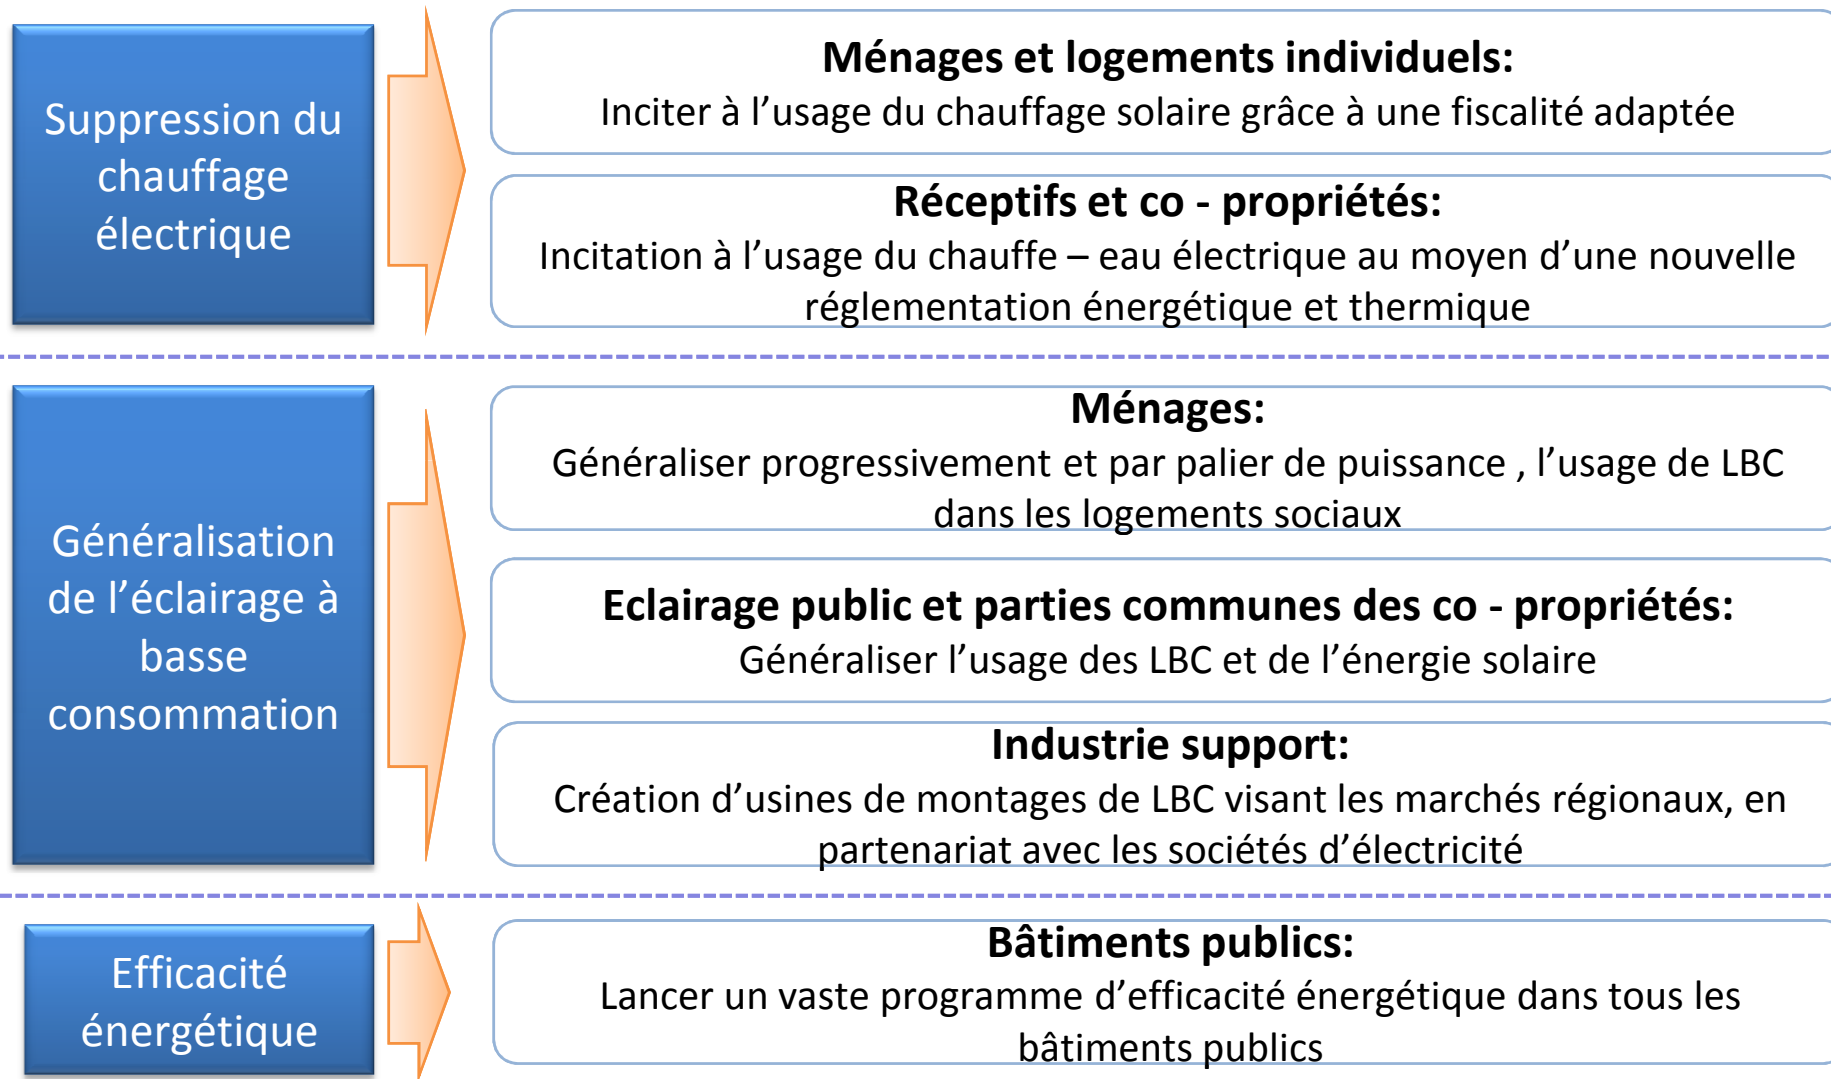 Suppression du
chauffage
électrique
Ménages et logements individuels:
Inciter à l’usage du chauffage solaire grâce à une fiscalité adaptée
Réceptifs et co - propriétés:
Incitation à l’usage du chauffe – eau électrique au moyen d’une nouvelle
réglementation énergétique et thermique
Généralisation
de l’éclairage à
basse
consommation
Ménages:
Généraliser progressivement et par palier de puissance , l’usage de LBC
dans les logements sociaux
Eclairage public et parties communes des co - propriétés:
Généraliser l’usage des LBC et de l’énergie solaire
Industrie support:
Création d’usines de montages de LBC visant les marchés régionaux, en
partenariat avec les sociétés d’électricité
Efficacité
énergétique
Bâtiments publics:
Lancer un vaste programme d’efficacité énergétique dans tous les
bâtiments publics